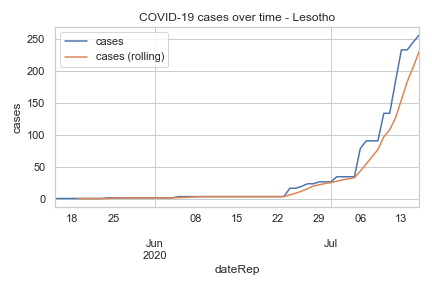 COVID-19 cases over time - Lesotho
cases
cases (rolling)
250
200
150
100
50
0
cases
18 25 08 15 22 29 06 13
Jun Jul
2020
dateRep